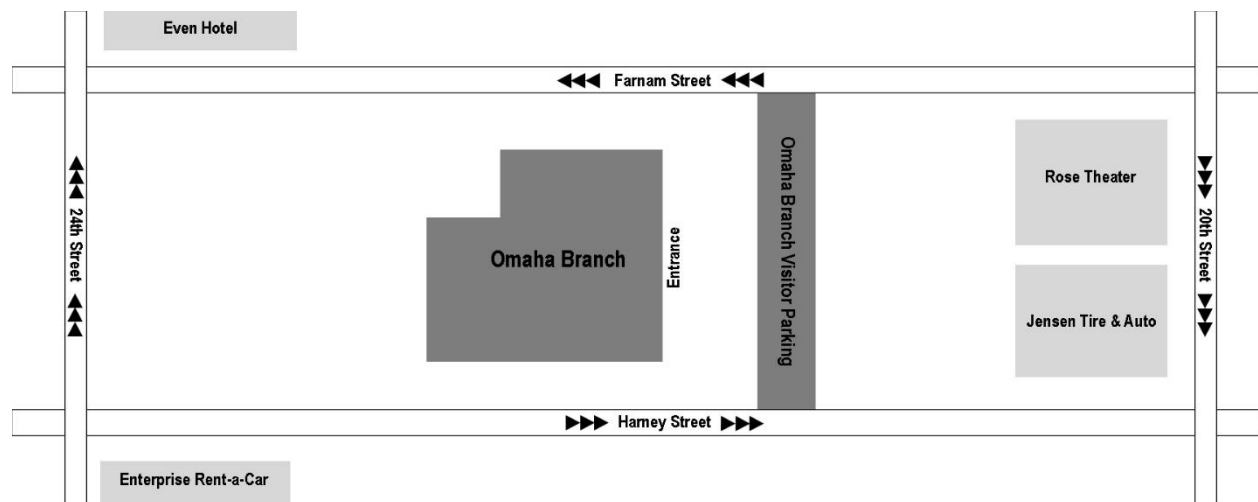 Even Hotel
Farnam Street
Omaha Branch Visitor Parking
Rose Theater
24th Street
20th Street
Omaha Branch
Entrance
Jensen Tire & Auto
Harney Street
Enterprise Rent-a-Car